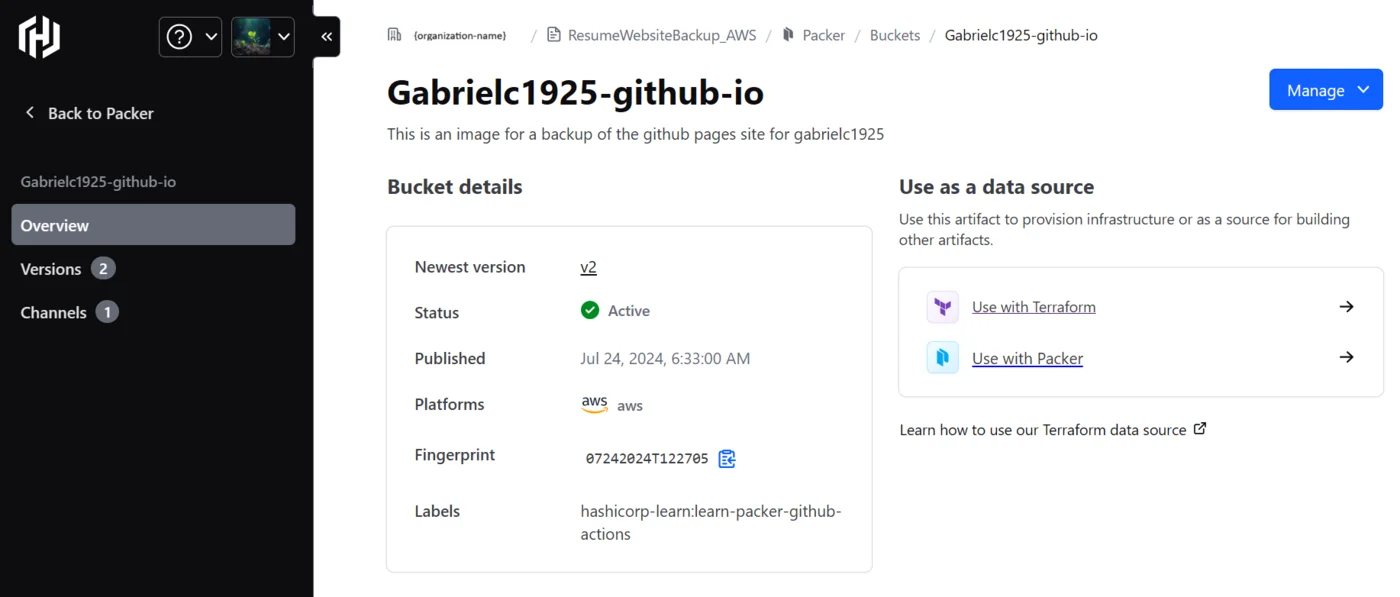 (organization-name) / ResumeWebsiteBackup_AWS / Packer / Buckets / Gabrielc1925-github-io
Back to Packer
Gabrielc1925-github-io
Overview
Versions 2
Channels 1
Gabrielc1925-github-io
Manage
This is an image for a backup of the github pages site for gabrielc1925
Bucket details
Newest version v2
Status Active
Published Jul 24, 2024, 6:33:00 AM
Platforms aws aws
Fingerprint 07242024T122705
Labels hashicorp-learn:learn-packer-github-
actions
Use as a data source
Use this artifact to provision infrastructure or as a source for building
other artifacts.
Use with Terraform
Use with Packer
Learn how to use our Terraform data source